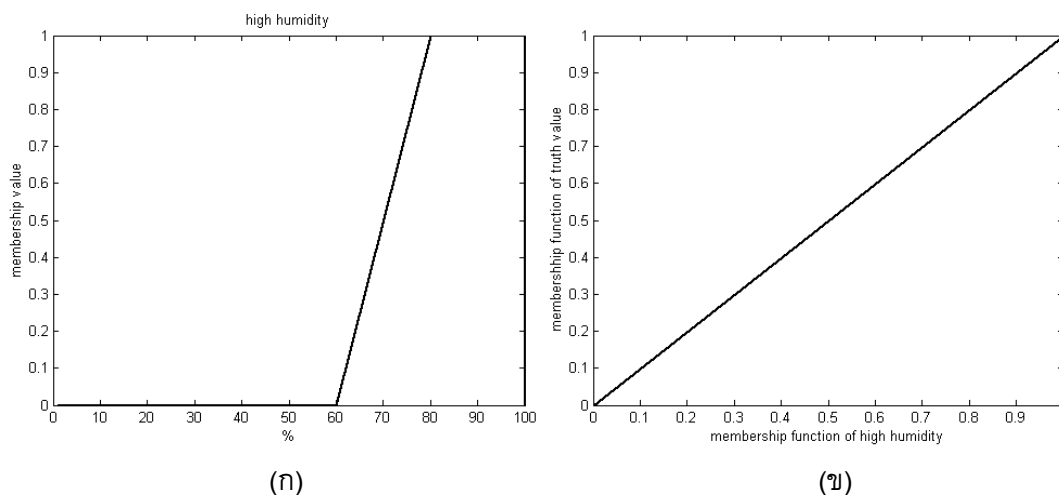 high humidity
membership value
1
0.9
0.8
0.7
0.6
0.5
0.4
0.3
0.2
0.1
0
0 10 20 30 40 50 60 70 80 90 100
%
(ก)
membershhip function of truth value
1
0.9
0.8
0.7
0.6
0.5
0.4
0.3
0.2
0.1
0
0 0.1 0.2 0.3 0.4 0.5 0.6 0.7 0.8 0.9
membership function of high humidity
(ข)